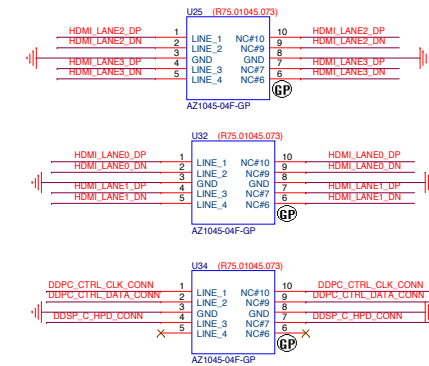 U25 (R75.01045.073)
HDMI_LANE2_DP 1 LINE_1 NC#10 10 HDMI_LANE2_DP
HDMI_LANE2_DN 2 LINE_2 NC#9 9 HDMI_LANE2_DN
3 GND GND 8
HDMI_LANE3_DP 4 LINE_3 NC#7 7 HDMI_LANE3_DP
HDMI_LANE3_DN 5 LINE_4 NC#6 6 HDMI_LANE3_DN
GP
AZ1045-04F-GP
U32 (R75.01045.073)
HDMI_LANE0_DP 1 LINE_1 NC#10 10 HDMI_LANE0_DP
HDMI_LANE0_DN 2 LINE_2 NC#9 9 HDMI_LANE0_DN
3 GND GND 8
HDMI_LANE1_DP 4 LINE_3 NC#7 7 HDMI_LANE1_DP
HDMI_LANE1_DN 5 LINE_4 NC#6 6 HDMI_LANE1_DN
GP
AZ1045-04F-GP
U34 (R75.01045.073)
DDPC_CTRL_CLK_CONN 1 LINE_1 NC#10 10 DDPC_CTRL_CLK_CONN
DDPC_CTRL_DATA_CONN 2 LINE_2 NC#9 9 DDPC_CTRL_DATA_CONN
3 GND GND 8
DDSP_C_HPD_CONN 4 LINE_3 NC#7 7 DDSP_C_HPD_CONN
5 LINE_4 NC#6 6
GP
AZ1045-04F-GP